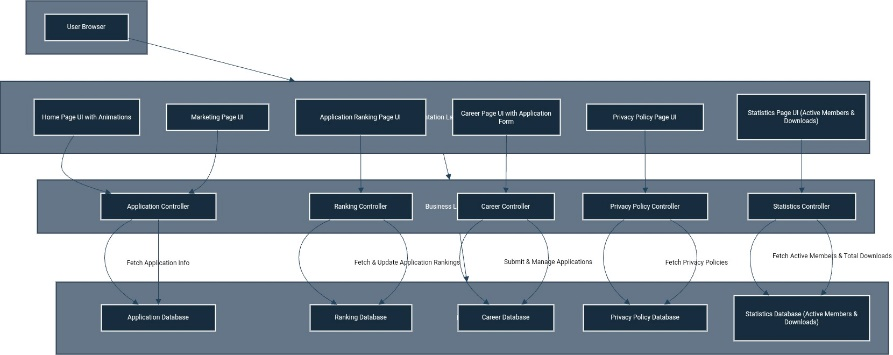 User Browser
Home Page UI with Animations
Marketing Page UI
Application Ranking Page UI
Career Page UI with Application
Form
Privacy Policy Page UI
Statistics Page UI (Active Members &
Downloads)
Application Controller
Ranking Controller
Business
Career Controller
Privacy Policy Controller
Statistics Controller
Fetch Application Info
Fetch & Update Application Rankings
Submit & Manage Applications
Fetch Privacy Policies
Fetch Active Members & Total Downloads
Application Database
Ranking Database
Career Database
Privacy Policy Database
Statistics Database (Active Members &
Downloads)